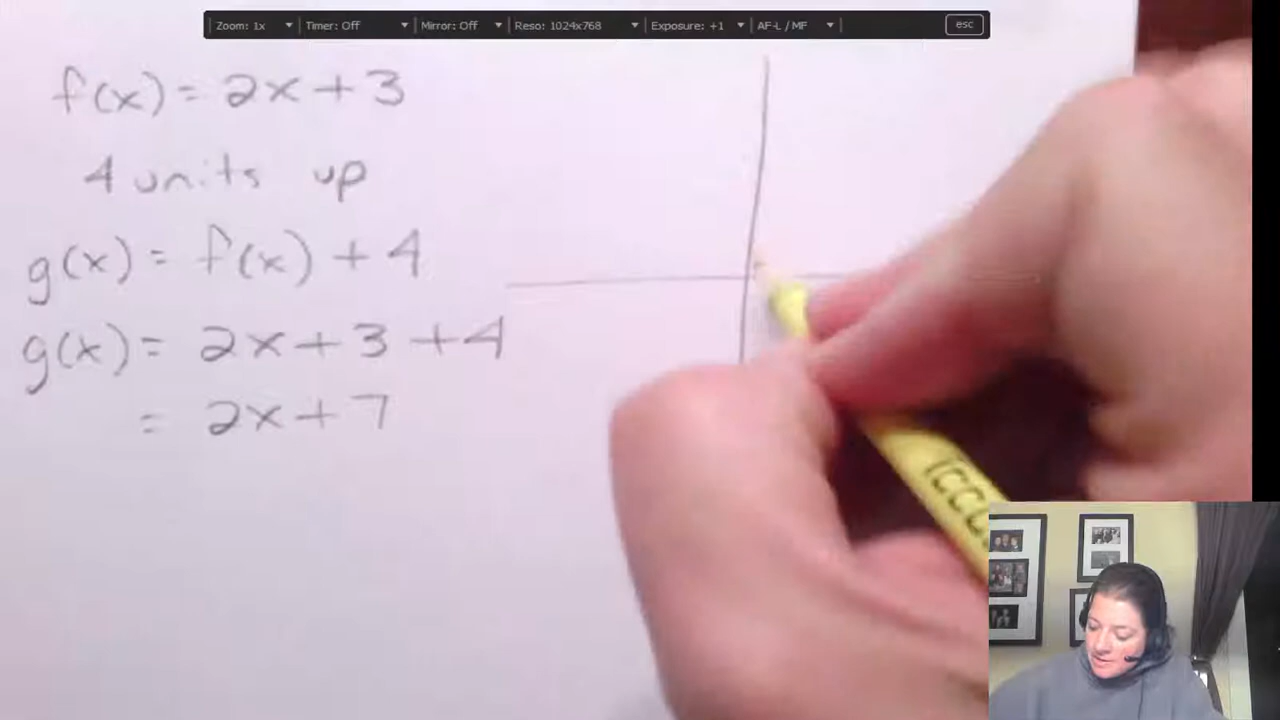 Zoom: 1x Timer: Off Mirror: Off Reso: 1024x768 Exposure: +1 AF-L / MF esc
f(x) = 2x + 3
4 units up
g(x) = f(x) + 4
g(x) = 2x + 3 + 4
= 2x + 7